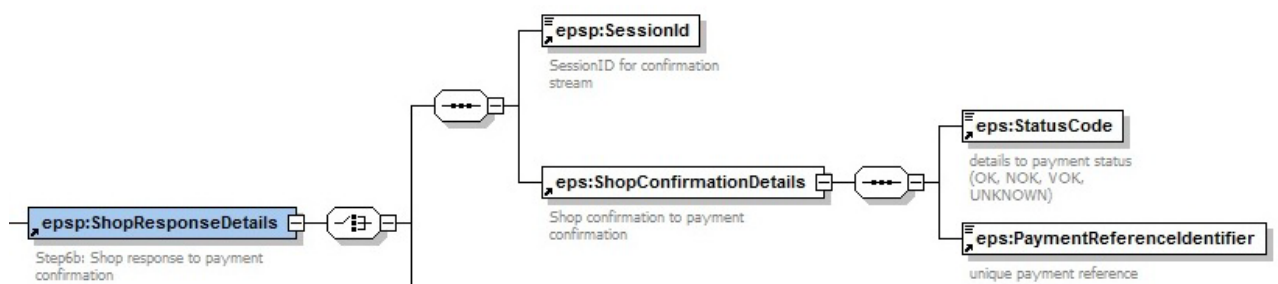 epsp:SessionId
SessionID for confirmation
stream
eps:StatusCode
details to payment status
(OK, NOK, VOK,
UNKNOWN)
eps:ShopConfirmationDetails
Shop confirmation to payment
confirmation
epsp:ShopResponseDetails
Step6b: Shop response to payment
confirmation
eps:PaymentReferenceIdentifier
unique payment reference